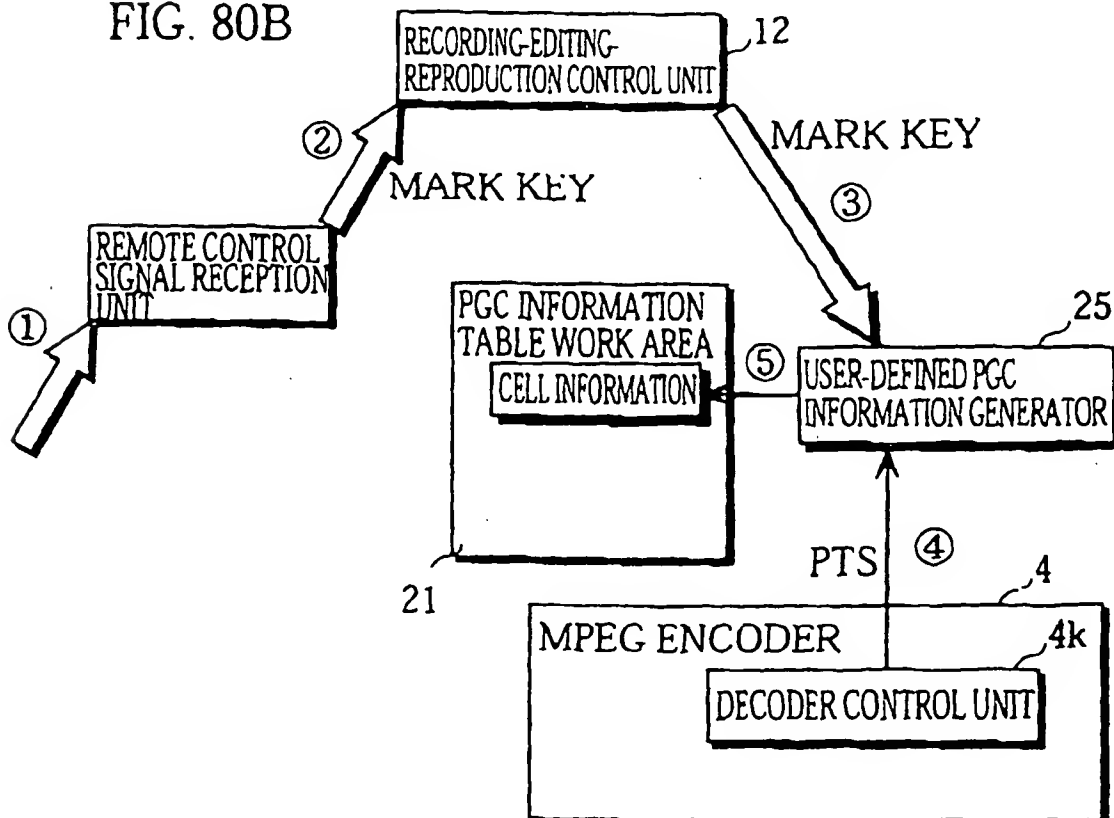 FIG. 80B
RECORDING-EDITING-
REPRODUCTION CONTROL UNIT
12
②
MARK KEY
MARK KEY
③
REMOTE CONTROL
SIGNAL RECEPTION
UNIT
①
PGC INFORMATION
TABLE WORK AREA
CELL INFORMATION
⑤
25
USER-DEFINED PGC
INFORMATION GENERATOR
21
PTS
④
4
MPEG ENCODER
4k
DECODER CONTROL UNIT